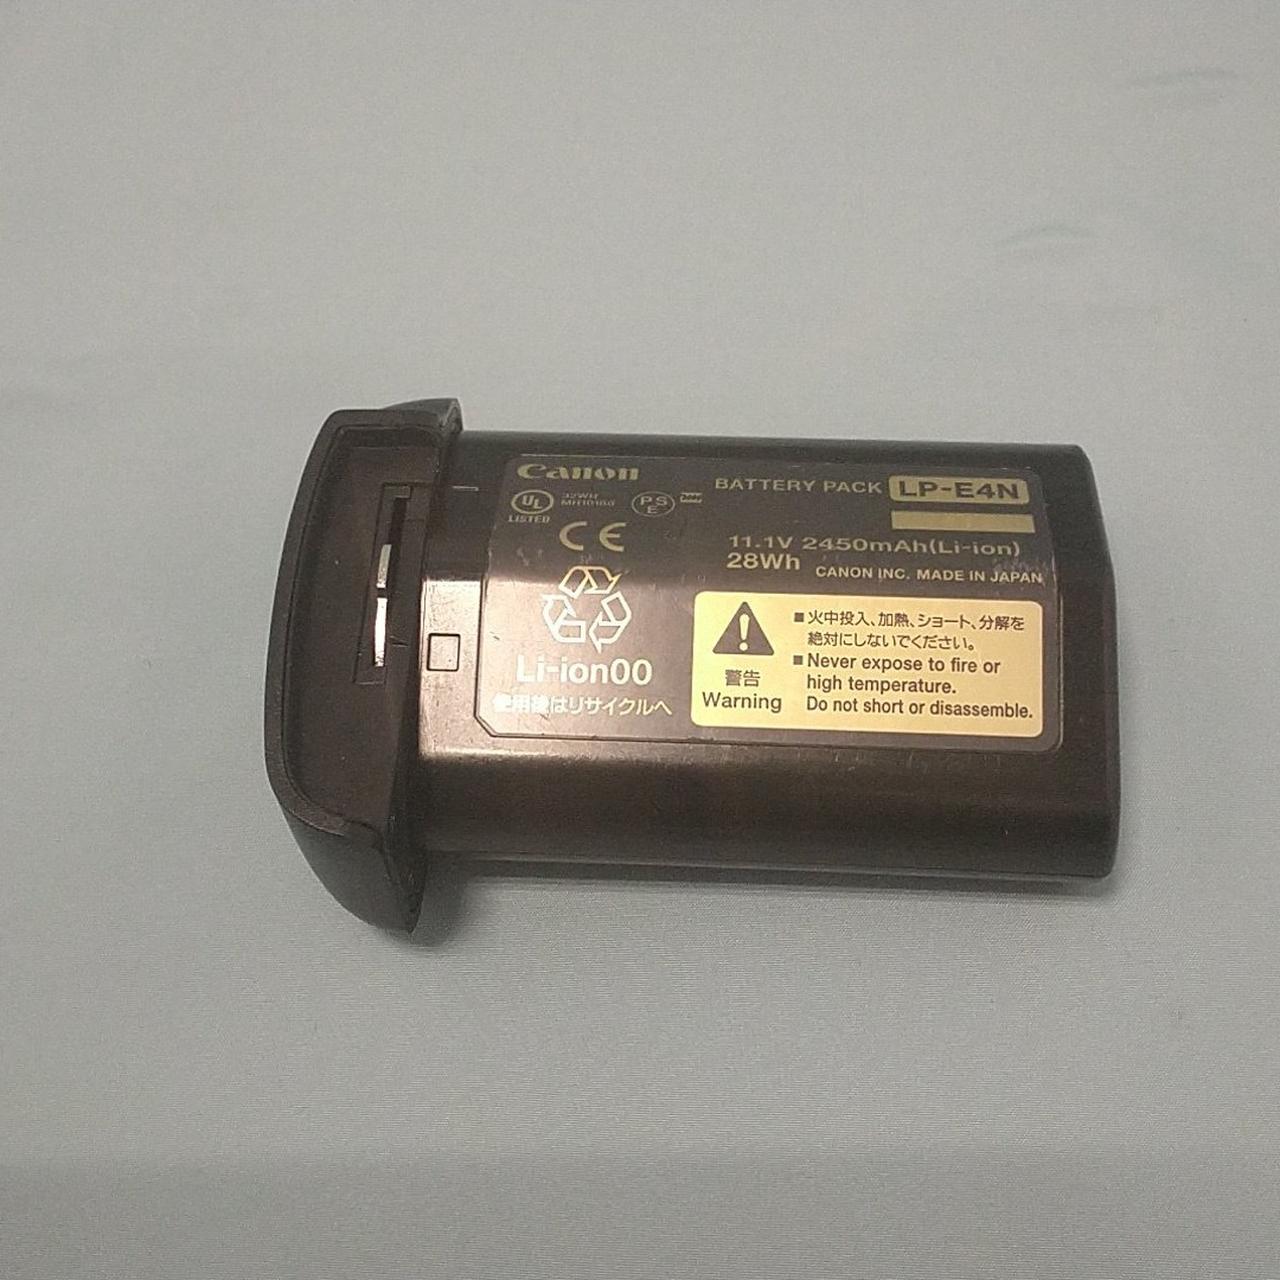 Canon
BATTERY PACK LP-E4N
UL
LISTED
PS
E
CE
11.1V 2450mAh(Li-ion)
28Wh CANON INC. MADE IN JAPAN
Li-ion00
使用後はリサイクルへ
警告
Warning
■火中投入、加熱、ショート、分解を
絶対にしないでください。
■Never expose to fire or
high temperature.
Do not short or disassemble.